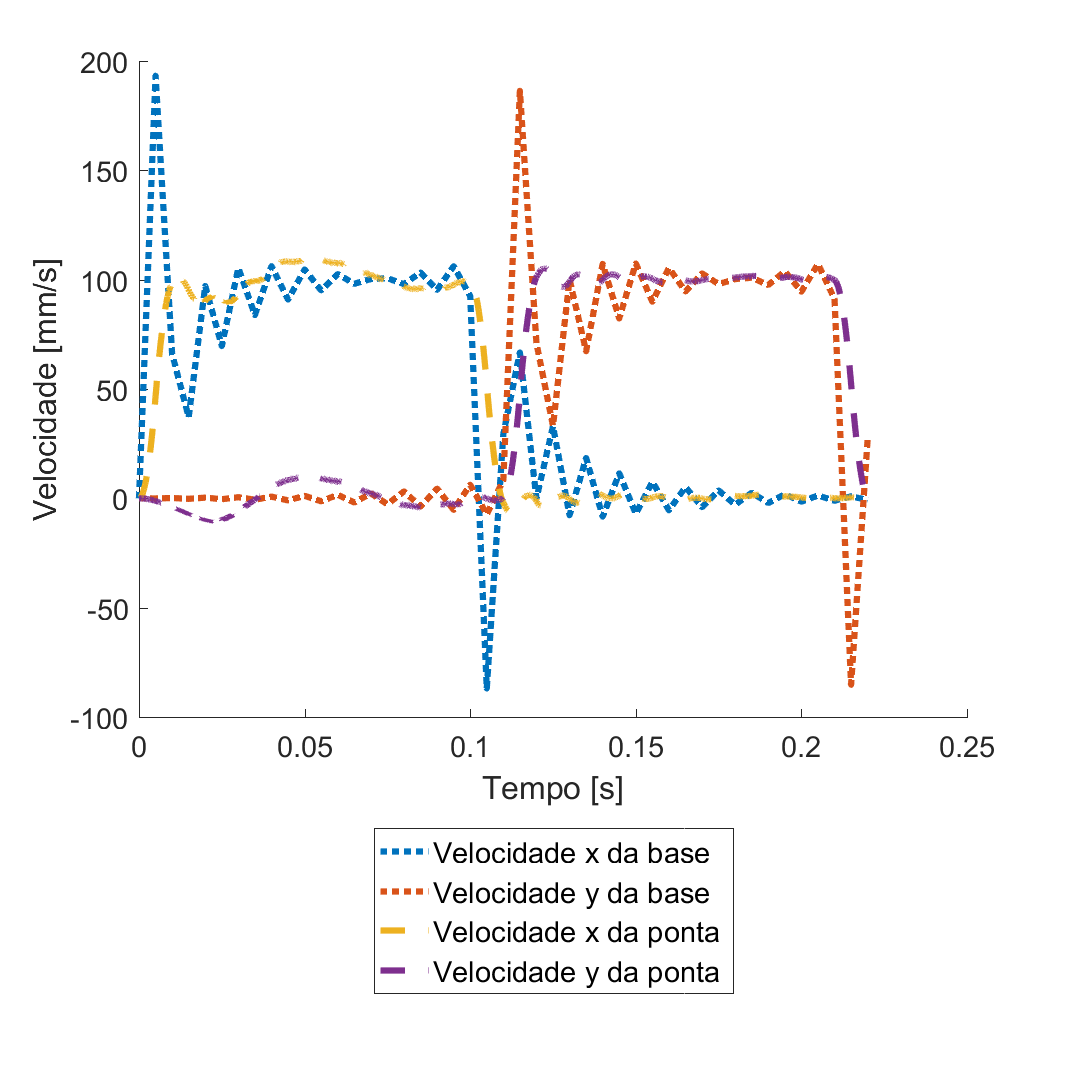 200
150
100
50
0
-50
-100
Velocidade [mm/s]
0 0.05 0.1 0.15 0.2 0.25
Tempo [s]
Velocidade x da base
Velocidade y da base
Velocidade x da ponta
Velocidade y da ponta